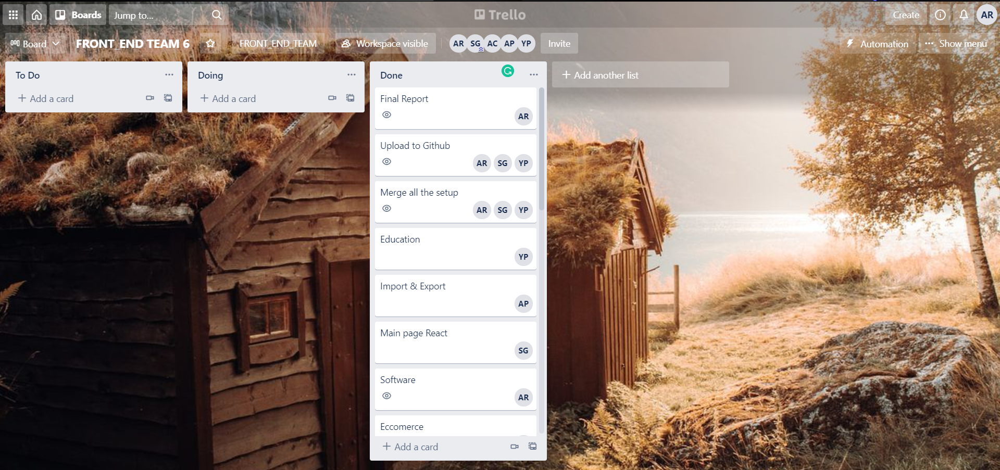 Boards
Jump to...
Trello
Create
AR
Board
FRONT_END TEAM 6
FRONT_END_TEAM
Workspace visible
AR SG AC AP YP
Invite
Automation
Show menu
To Do
+ Add a card
Doing
+ Add a card
Done
Final Report
AR
Upload to Github
AR SG YP
Merge all the setup
AR SG YP
Education
YP
Import & Export
AP
Main page React
SG
Software
AR
Eccomerce
+ Add a card
+ Add another list